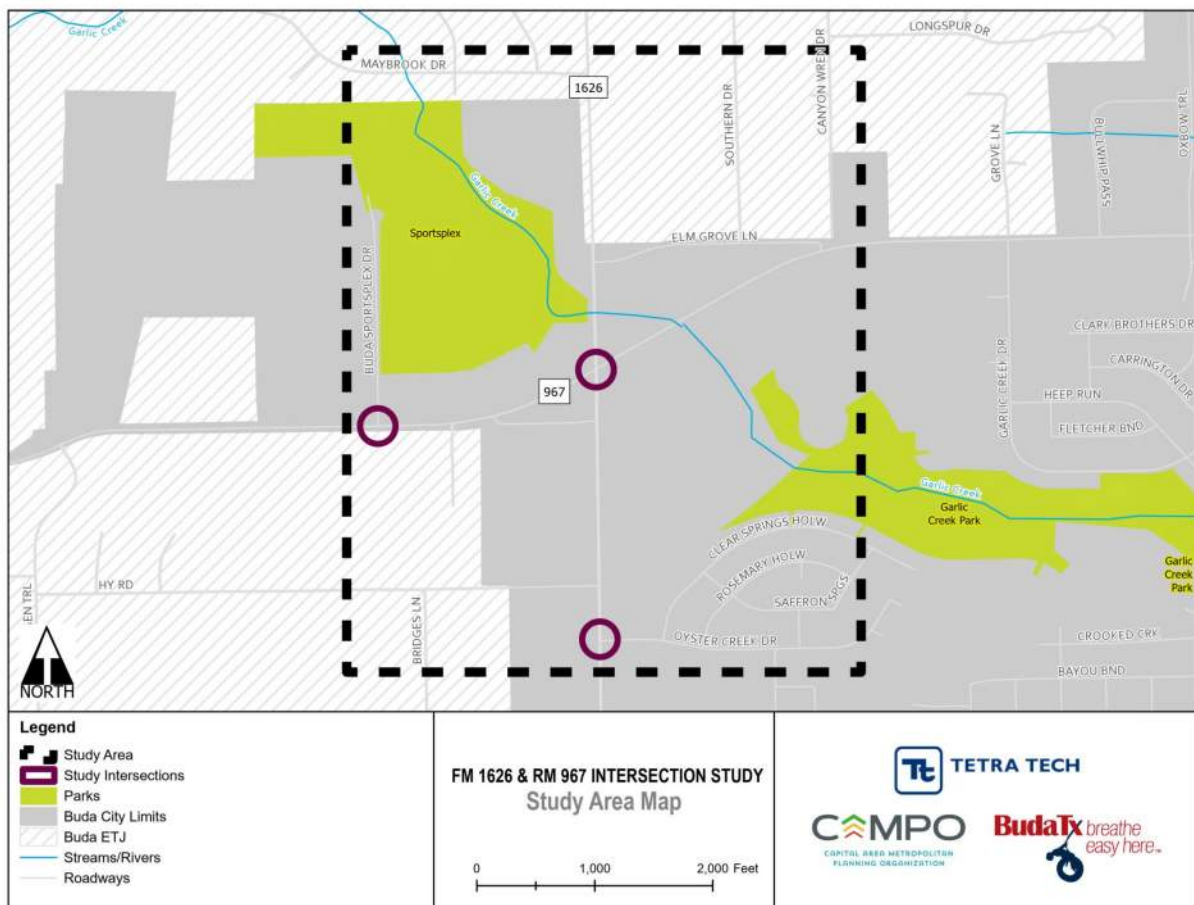 Garlic Creek
MAYBROOK DR
1626
LONGSPUR DR
SOUTHERN DR
CANYON WREN DR
GROVE LN
BULLWHIP PASS
OXBOW TRL
Garlic Creek
Sportsplex
ELM GROVE LN
BUDA SPORTSPLEX DR
967
CLARK BROTHERS DR
CARRINGTON DR
GARLIC CREEK DR
HEEP RUN
FLETCHER BND
Garlic Creek
Garlic
Creek Park
CLEAR SPRINGS HOLW
Garlic
Creek
Park
ROSEMARY HOLW
SAFFRON SPGS
HY RD
EN TRL
BRIDGES LN
OYSTER CREEK DR
CROOKED CRK
BAYOU BND
NORTH
Legend
Study Area
Study Intersections
Parks
Buda City Limits
Buda ETJ
Streams/Rivers
Roadways
FM 1626 & RM 967 INTERSECTION STUDY
Study Area Map
0 1,000 2,000 Feet
Tt TETRA TECH
CAMPO
CAPITAL AREA METROPOLITAN
PLANNING ORGANIZATION
BudaTx breathe
easy here